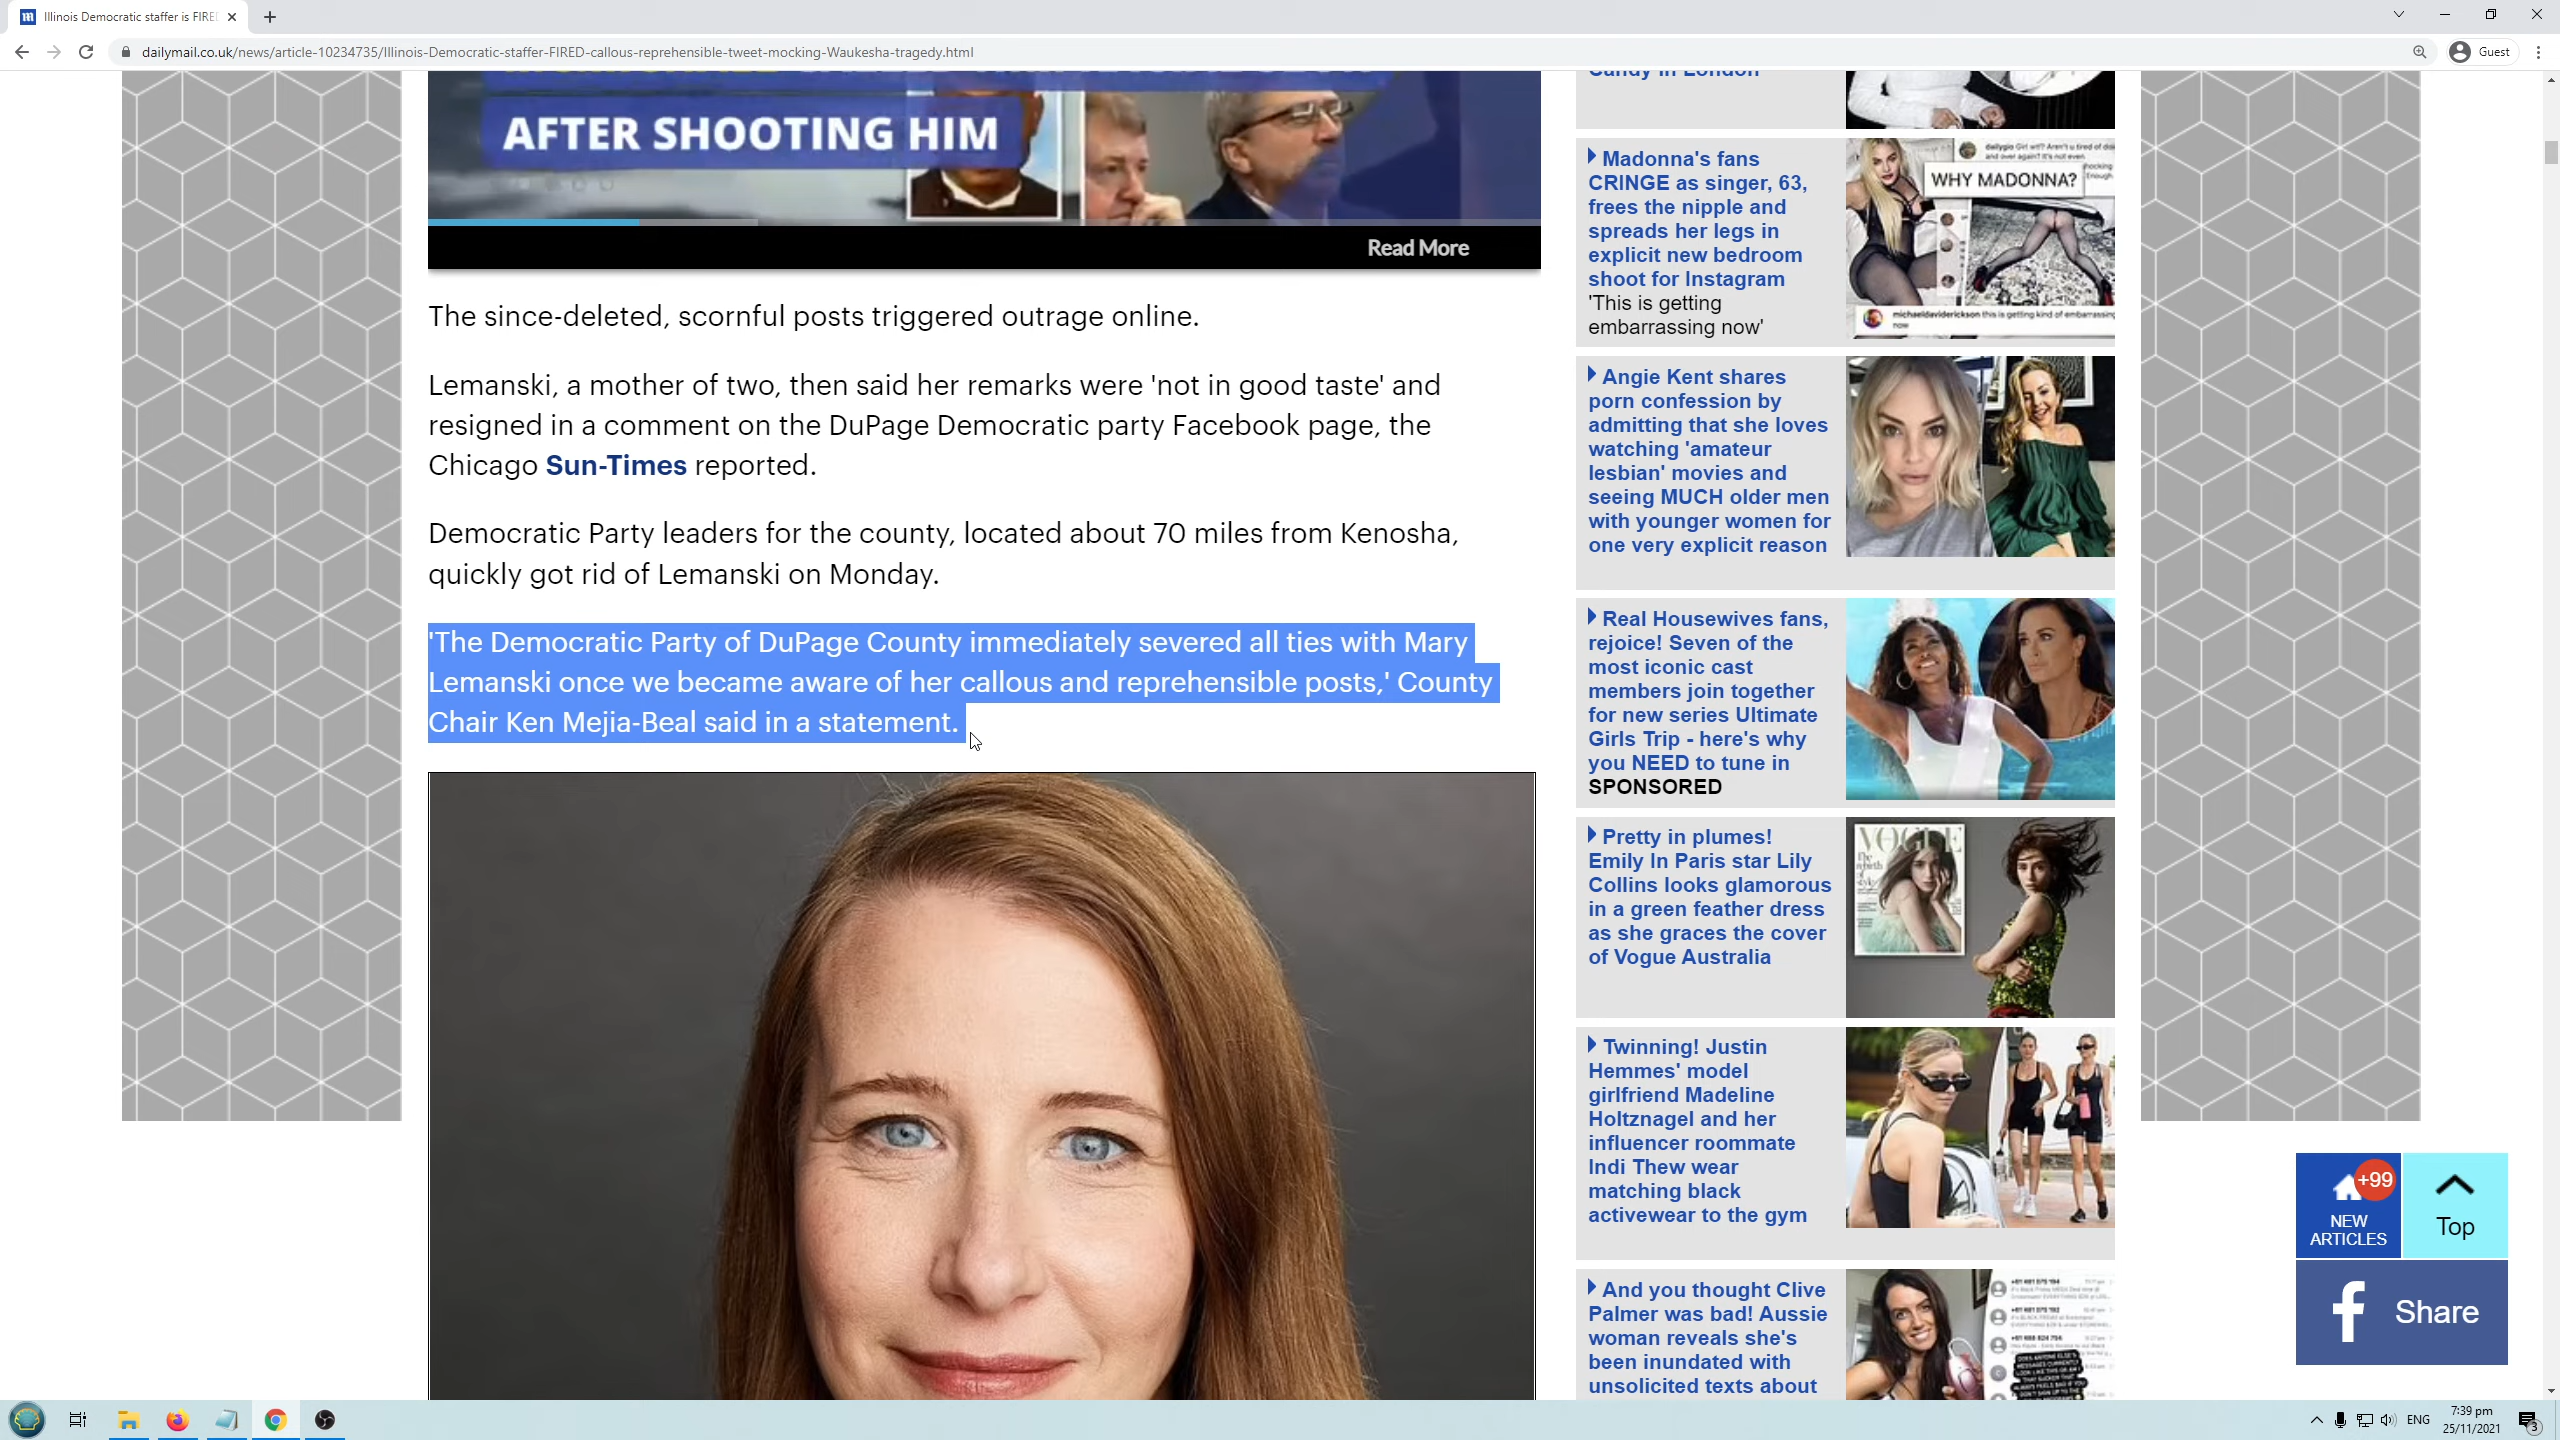 Illinois Democratic staffer is FIRE
dailymail.co.uk/news/article-10234735/Illinois-Democratic-staffer-FIRED-callous-reprehensible-tweet-mocking-Waukesha-tragedy.html
Guest
AFTER SHOOTING HIM
Read More
The since-deleted, scornful posts triggered outrage online.
Lemanski, a mother of two, then said her remarks were 'not in good taste' and
resigned in a comment on the DuPage Democratic party Facebook page, the
Chicago Sun-Times reported.
Democratic Party leaders for the county, located about 70 miles from Kenosha,
quickly got rid of Lemanski on Monday.
'The Democratic Party of DuPage County immediately severed all ties with Mary
Lemanski once we became aware of her callous and reprehensible posts,' County
Chair Ken Mejia-Beal said in a statement.
Candy in London
Madonna's fans
CRINGE as singer, 63,
frees the nipple and
spreads her legs in
explicit new bedroom
shoot for Instagram
'This is getting
embarrassing now'
WHY MADONNA?
michaeldaviderickson this is getting kind of embarrassing
now
Angie Kent shares
porn confession by
admitting that she loves
watching 'amateur
lesbian' movies and
seeing MUCH older men
with younger women for
one very explicit reason
Real Housewives fans,
rejoice! Seven of the
most iconic cast
members join together
for new series Ultimate
Girls Trip - here's why
you NEED to tune in
SPONSORED
Pretty in plumes!
Emily In Paris star Lily
Collins looks glamorous
in a green feather dress
as she graces the cover
of Vogue Australia
VOGUE
Twinning! Justin
Hemmes' model
girlfriend Madeline
Holtznagel and her
influencer roommate
Indi Thew wear
matching black
activewear to the gym
And you thought Clive
Palmer was bad! Aussie
woman reveals she's
been inundated with
unsolicited texts about
+99
NEW
ARTICLES
Top
Share
ENG
7:39 pm
25/11/2021
3